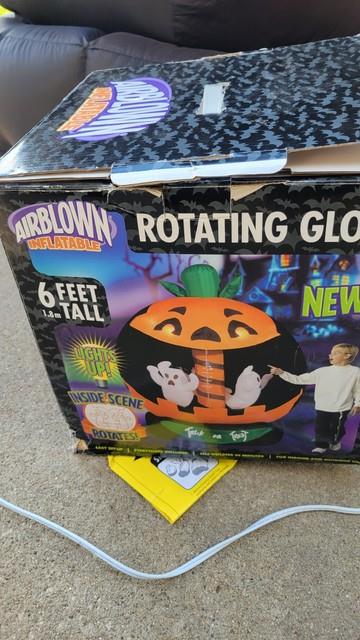 AIRBLOWN
INFLATABLE
AIRBLOWN
INFLATABLE
ROTATING GLO
6 FEET
1.8m TALL
NEW
LIGHTS
UP!
INSIDE SCENE
ROTATES!
Trick or Treat